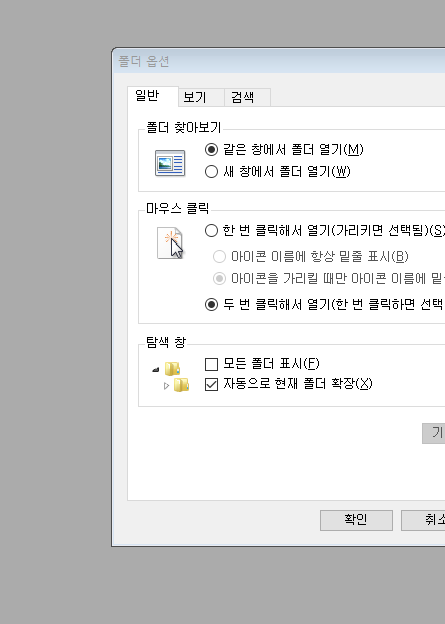 폴더 옵션
일반
보기
검색
폴더 찾아보기
같은 창에서 폴더 열기(M)
새 창에서 폴더 열기(W)
마우스 클릭
한 번 클릭해서 열기(가리키면 선택됨)(S)
아이콘 이름에 항상 밑줄 표시(B)
아이콘을 가리킬 때만 아이콘 이름에
두 번 클릭해서 열기(한 번 클릭하면 선택
탐색 창
모든 폴더 표시(F)
자동으로 현재 폴더 확장(X)
기
확인
취소